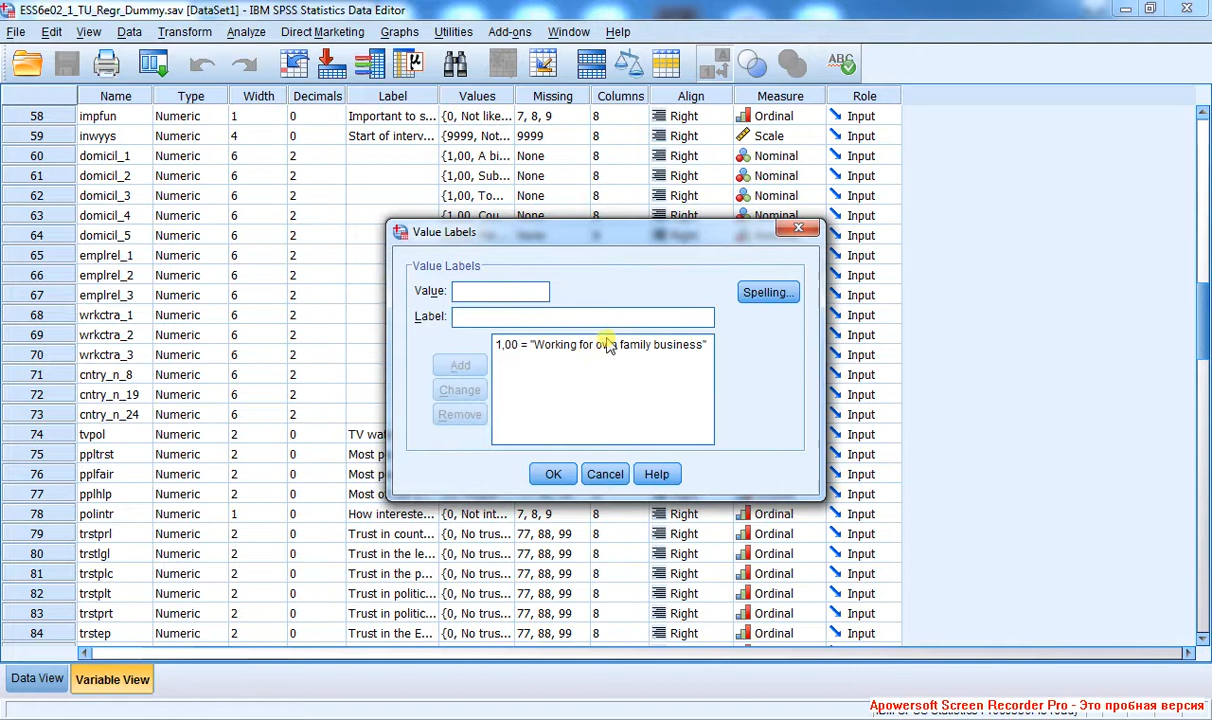 ESS6e02_1_TU_Regr_Dummy.sav [DataSet1] - IBM SPSS Statistics Data Editor
File Edit View Data Transform Analyze Direct Marketing Graphs Utilities Add-ons Window Help
Name Type Width Decimals Label Values Missing Columns Align Measure Role
58 impfun Numeric 1 0 Important to s... {0, Not like... 7, 8, 9 8 Right Ordinal Input
59 inwyys Numeric 4 0 Start of interv... {9999, Not... 9999 8 Right Scale Input
60 domicil_1 Numeric 6 2 {1,00, A bi... None 8 Right Nominal Input
61 domicil_2 Numeric 6 2 {1,00, Sub... None 8 Right Nominal Input
62 domicil_3 Numeric 6 2 {1,00, To... None 8 Right Nominal Input
63 domicil_4 Numeric 6 2 {1,00, Cou... None 8 Right Nominal Input
64 domicil_5 Numeric 6 2 Right Input
65 emplrel_1 Numeric 6 2 Input
66 emplrel_2 Numeric 6 2 Input
67 emplrel_3 Numeric 6 2 Input
68 wrkctra_1 Numeric 6 2 Input
69 wrkctra_2 Numeric 6 2 Input
70 wrkctra_3 Numeric 6 2 Input
71 cntry_n_8 Numeric 6 2 Input
72 cntry_n_19 Numeric 6 2 Input
73 cntry_n_24 Numeric 6 2 Input
74 tvpol Numeric 2 0 TV wat Input
75 ppltrst Numeric 2 0 Most p Input
76 pplfair Numeric 2 0 Most p Input
77 pplhlp Numeric 2 0 Most o Input
78 polintr Numeric 1 0 How intereste... {0, Not int... 7, 8, 9 8 Right Ordinal Input
79 trstprl Numeric 2 0 Trust in count... {0, No trus... 77, 88, 99 8 Right Ordinal Input
80 trstlgl Numeric 2 0 Trust in the le... {0, No trus... 77, 88, 99 8 Right Ordinal Input
81 trstplc Numeric 2 0 Trust in the p... {0, No trus... 77, 88, 99 8 Right Ordinal Input
82 trstplt Numeric 2 0 Trust in politic... {0, No trus... 77, 88, 99 8 Right Ordinal Input
83 trstprt Numeric 2 0 Trust in politic... {0, No trus... 77, 88, 99 8 Right Ordinal Input
84 trstep Numeric 2 0 Trust in the E... {0, No trus... 77, 88, 99 8 Right Ordinal Input
Value Labels
Value Labels
Value:
Spelling...
Label:
1,00 = "Working for own family business"
Add
Change
Remove
OK Cancel Help
Data View Variable View
Apowersoft Screen Recorder Pro - Это пробная версия